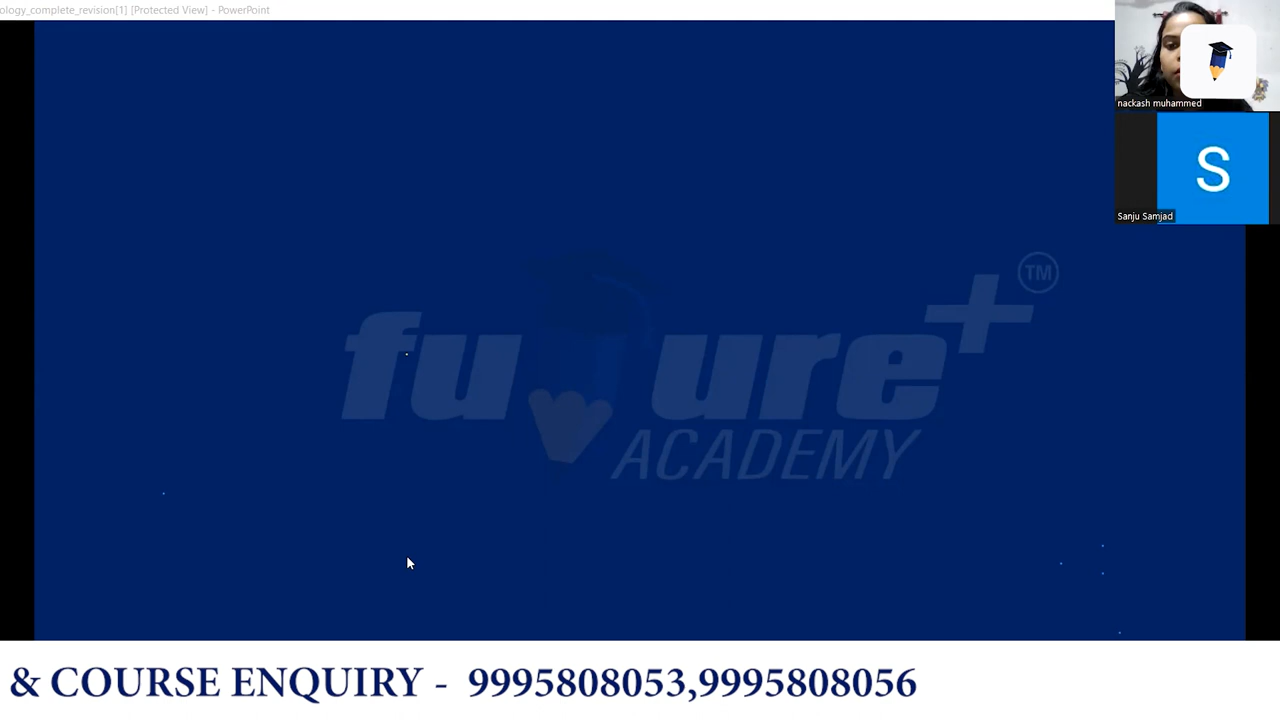 ology_complete_revision[1] [Protected View] - PowerPoint
nackash muhammed
S
Sanju Samjad
future+
TM
ACADEMY
& COURSE ENQUIRY - 9995808053,9995808056